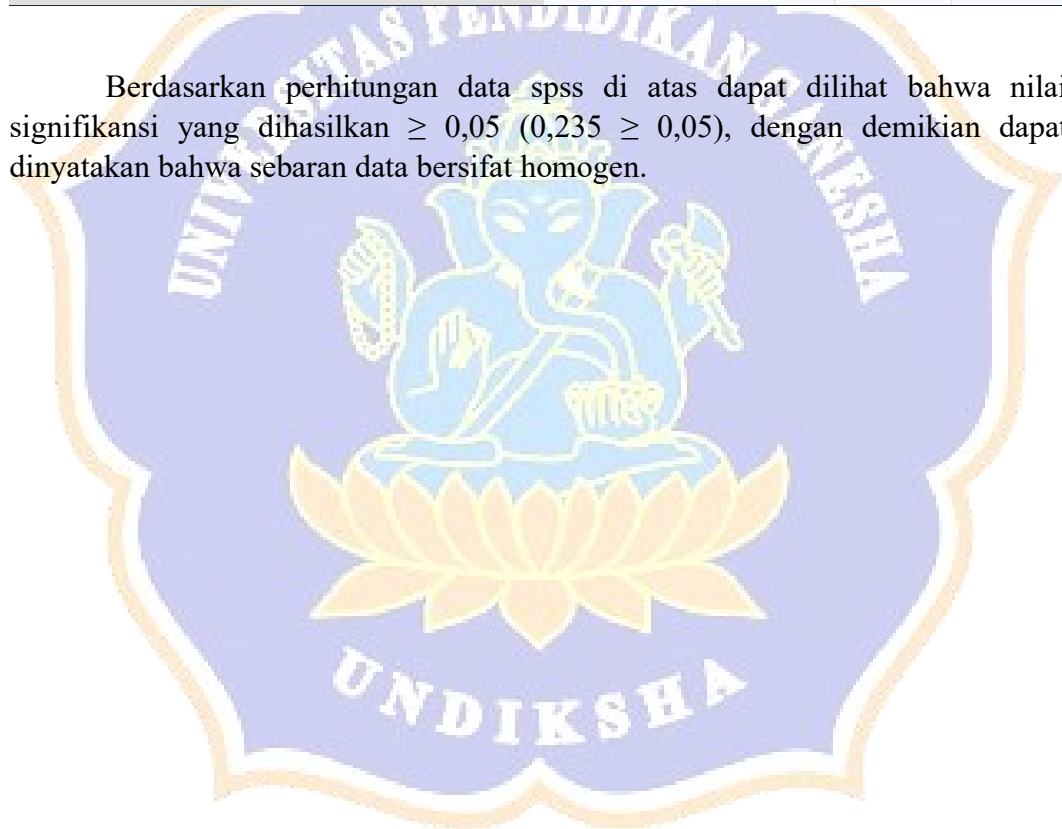 UNIVERSITAS PENDIDIKAN GANESHA
Berdasarkan perhitungan data spss di atas dapat dilihat bahwa nilai
signifikansi yang dihasilkan ≥ 0,05 (0,235 ≥ 0,05), dengan demikian dapat
dinyatakan bahwa sebaran data bersifat homogen.
UNDIKSHA